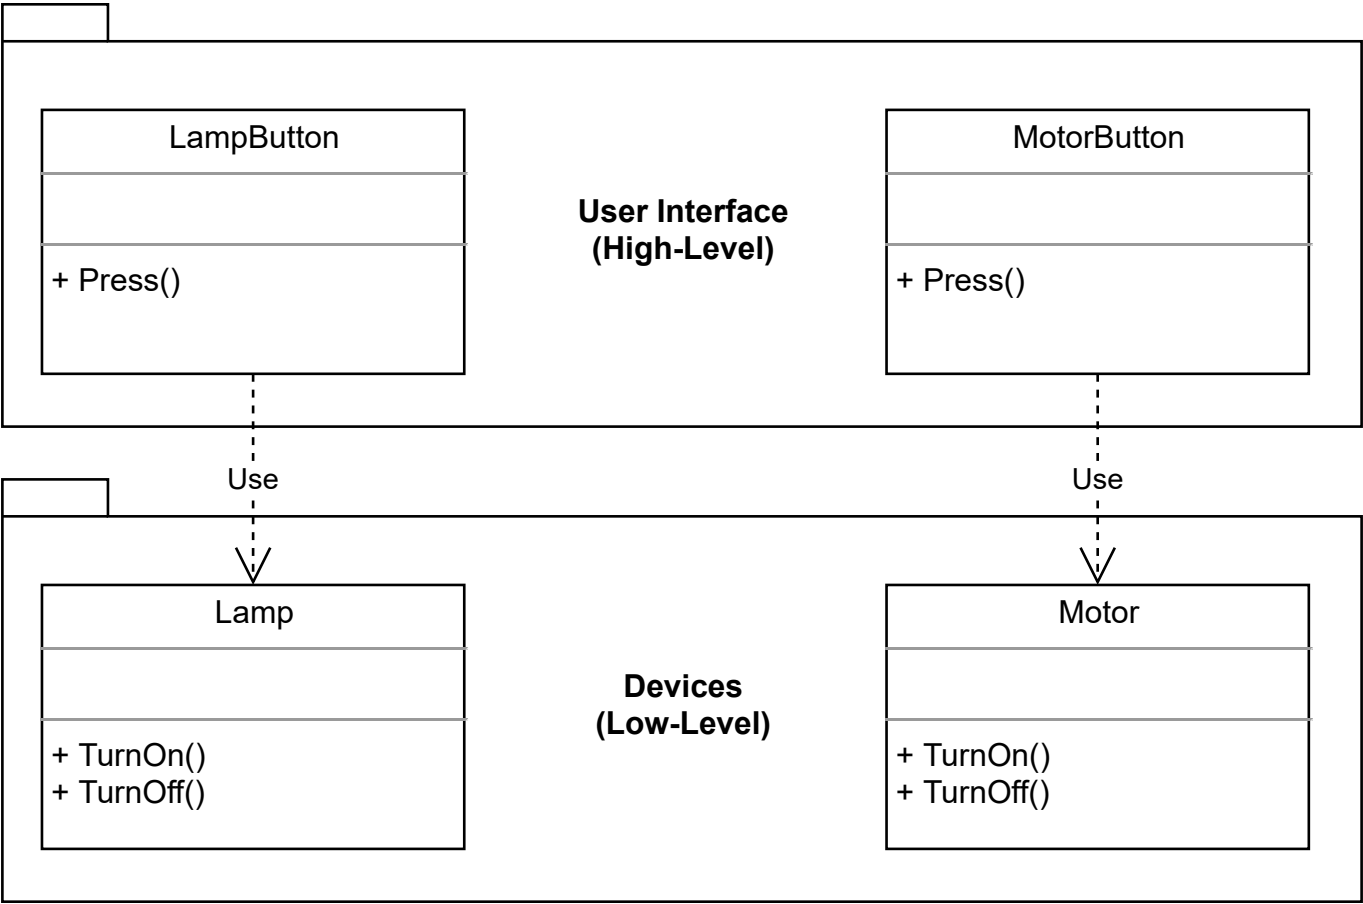 LampButton
+ Press()
User Interface
(High-Level)
MotorButton
+ Press()
Use
Use
Lamp
+ TurnOn()
+ TurnOff()
Devices
(Low-Level)
Motor
+ TurnOn()
+ TurnOff()